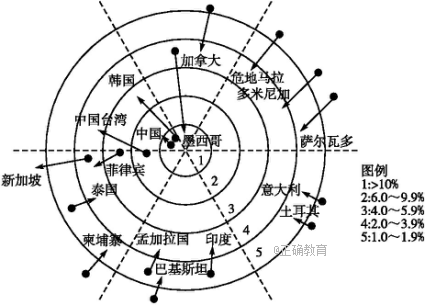 加拿大
韩国
危地马拉
多米尼加
中国台湾
中国
墨西哥
萨尔瓦多
1
菲律宾
新加坡
泰国
2
意大利
3
土耳其
柬埔寨
孟加拉国
印度
4
5
巴基斯坦
图例
1:>10%
2:6.0～9.9%
3:4.0～5.9%
4:2.0～3.9%
5:1.0～1.9%
@正确教育